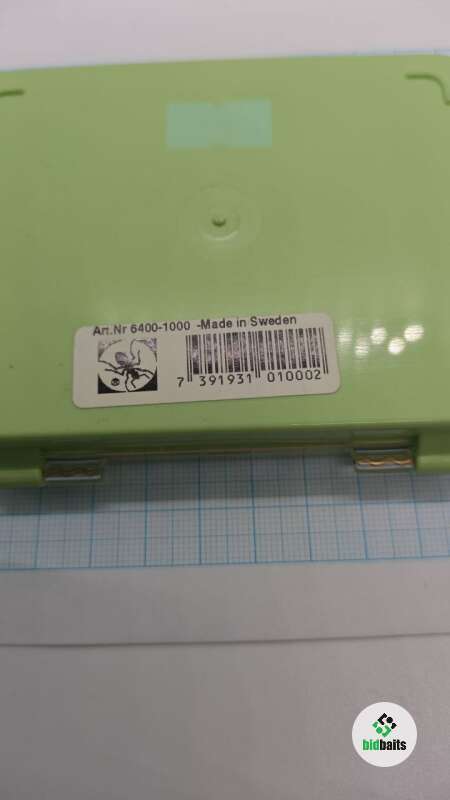 Art.Nr 6400-1000 -Made in Sweden
7 391931 010002
bidbaits